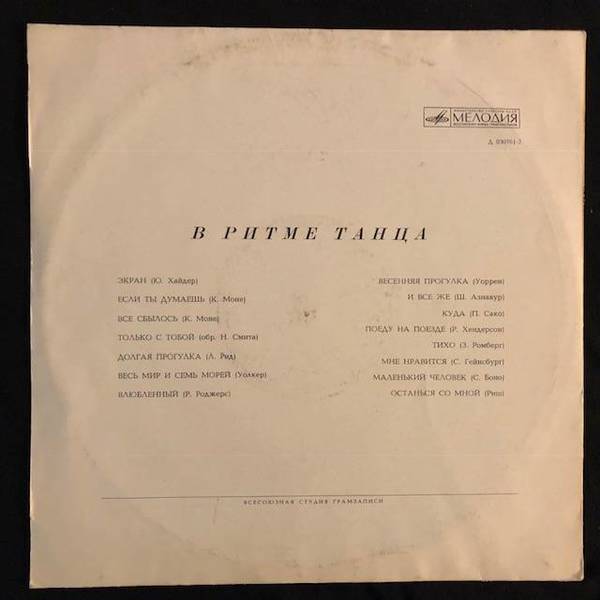 МЕЛОДИЯ
В РИТМЕ ТАНЦА
ЭКРАН (Ю. Хайдер)
ЕСЛИ ТЫ ДУМАЕШЬ (К. Моне)
ВСЕ СБЫЛОСЬ (К. Моне)
ТОЛЬКО С ТОБОЙ (обр. Н. Смита)
ДОЛГАЯ ПРОГУЛКА (Л. Рид)
ВЕСЬ МИР И СЕМЬ МОРЕЙ (Уолкер)
ВЛЮБЛЕННЫЙ (Р. Роджерс)
ВЕСЕННЯЯ ПРОГУЛКА (Уоррен)
И ВСЕ ЖЕ (Ш. Азнавур)
КУДА (П. Сако)
ПОЕДУ НА ПОЕЗДЕ (Р. Хендерсон)
ТИХО (З. Ромберг)
МНЕ НРАВИТСЯ (С. Гейнсбург)
МАЛЕНЬКИЙ ЧЕЛОВЕК (С. Боно)
ОСТАНЬСЯ СО МНОЙ (Риш)
ВСЕСОЮЗНАЯ СТУДИЯ ГРАМЗАПИСИ